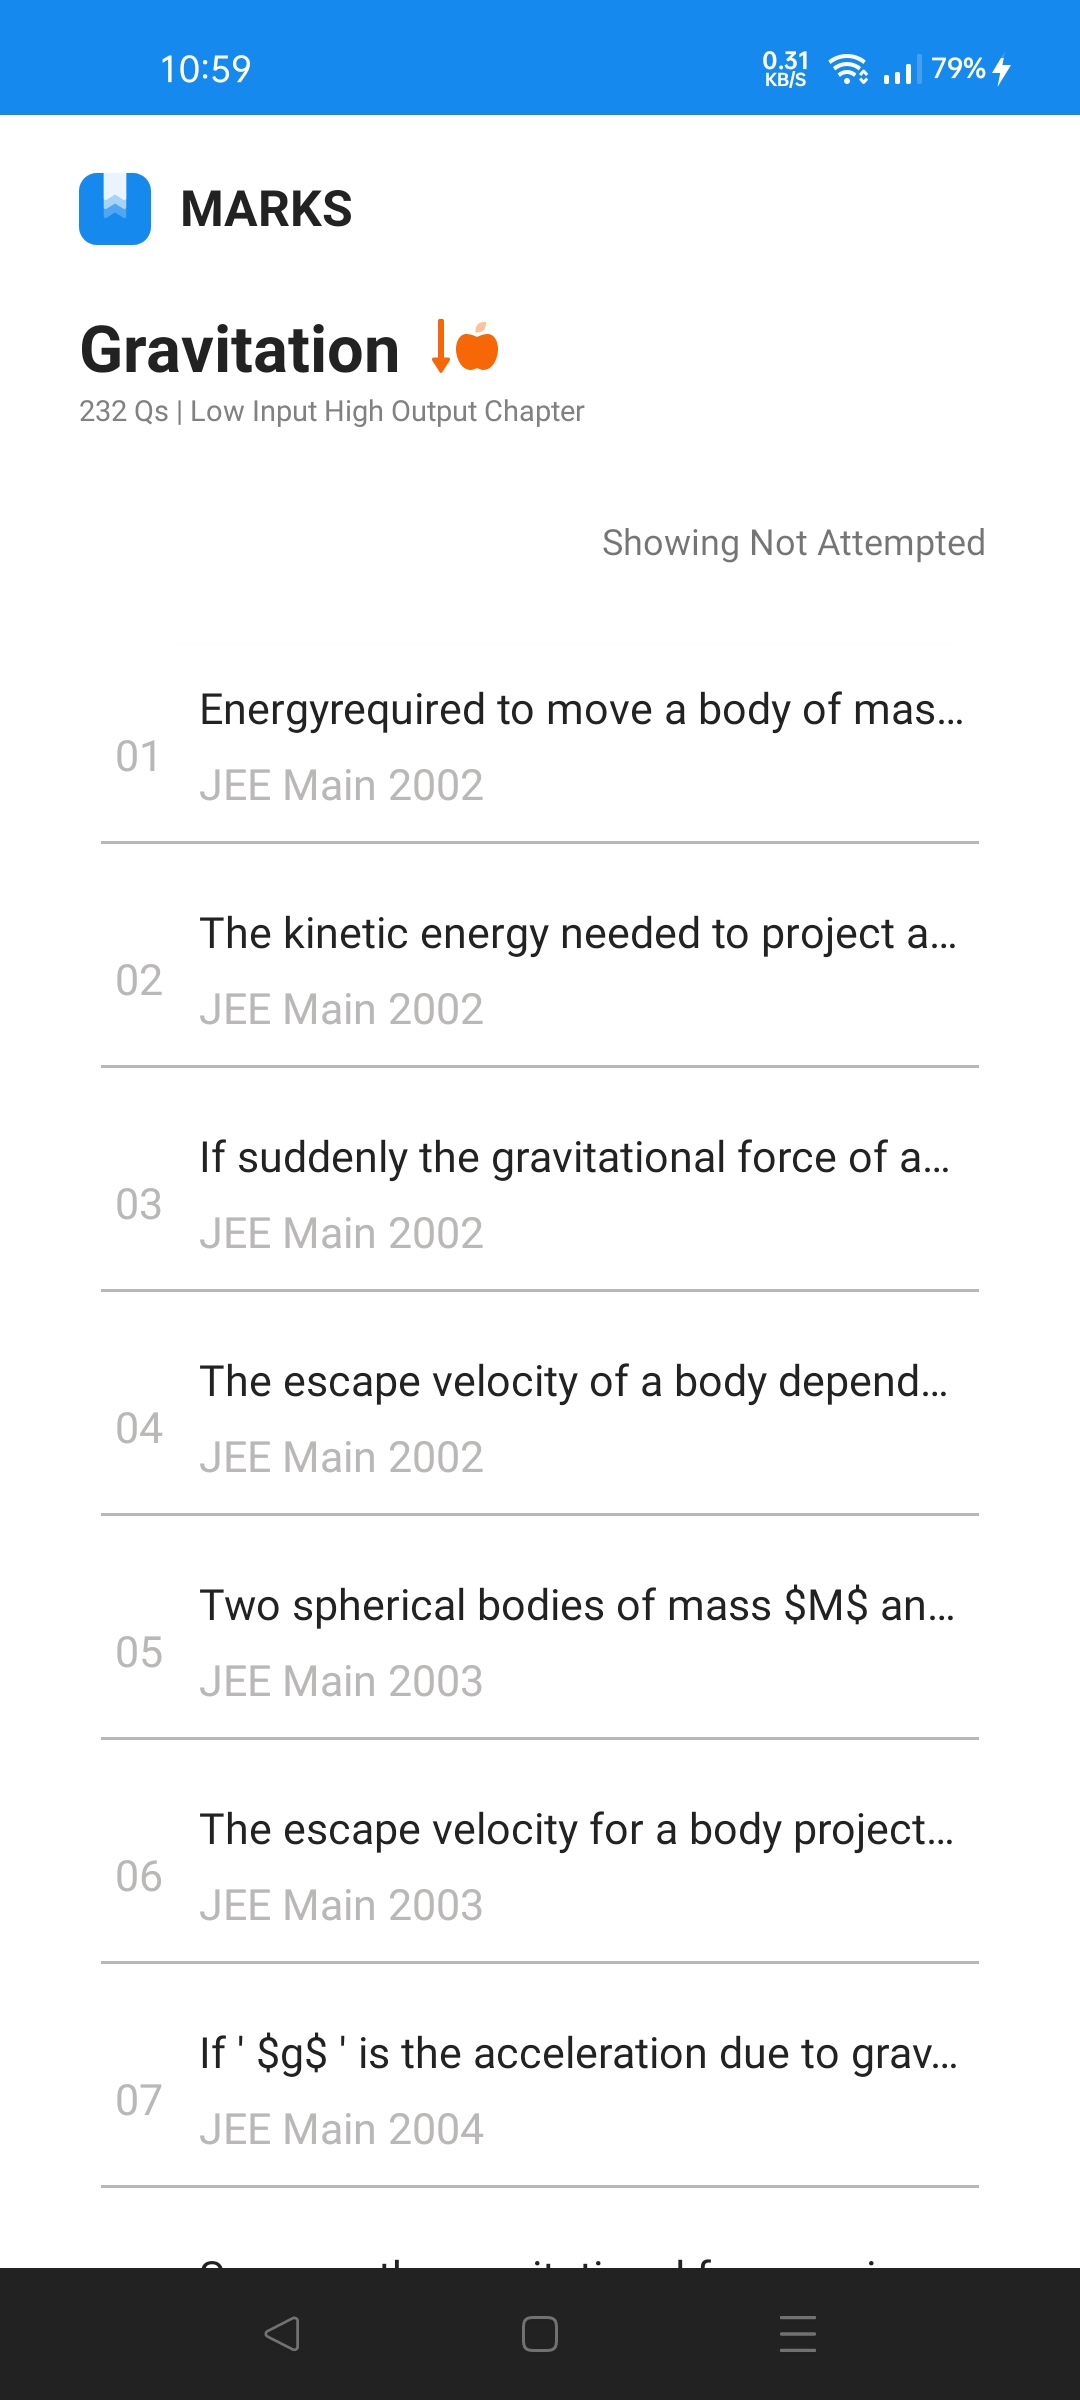 10:59
0.31
KB/S
79%
MARKS
Gravitation
232 Qs | Low Input High Output Chapter
Showing Not Attempted
01
Energyrequired to move a body of mas...
JEE Main 2002
02
The kinetic energy needed to project a...
JEE Main 2002
03
If suddenly the gravitational force of a...
JEE Main 2002
04
The escape velocity of a body depend...
JEE Main 2002
05
Two spherical bodies of mass $M$ an...
JEE Main 2003
06
The escape velocity for a body project...
JEE Main 2003
07
If ' $g$ ' is the acceleration due to grav...
JEE Main 2004